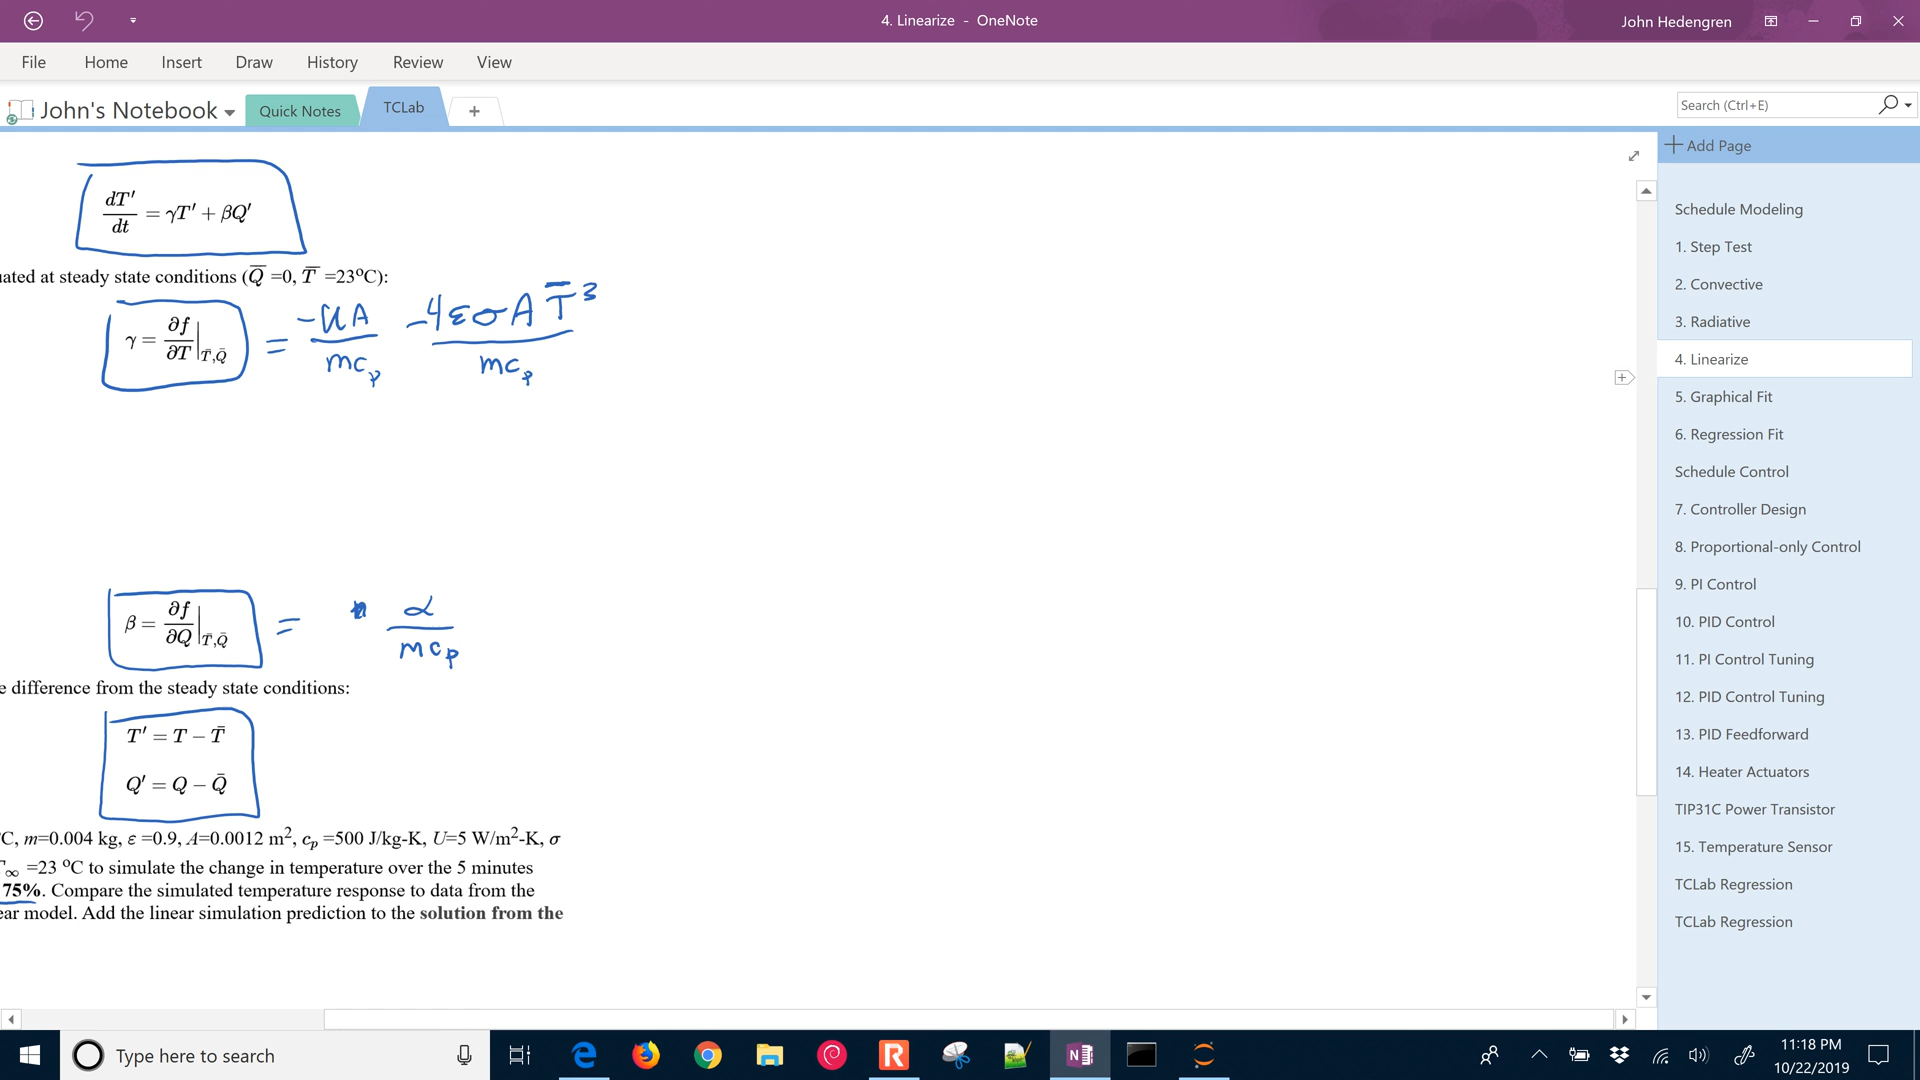 4. Linearize - OneNote
John Hedengren
File Home Insert Draw History Review View
John's Notebook Quick Notes TCLab +
Search (Ctrl+E)
Add Page
Schedule Modeling
1. Step Test
2. Convective
3. Radiative
4. Linearize
5. Graphical Fit
6. Regression Fit
Schedule Control
7. Controller Design
8. Proportional-only Control
9. PI Control
10. PID Control
11. PI Control Tuning
12. PID Control Tuning
13. PID Feedforward
14. Heater Actuators
TIP31C Power Transistor
15. Temperature Sensor
TCLab Regression
TCLab Regression
dT′/dt = γT′ + βQ′
uated at steady state conditions (Q̅ =0, T̅ =23ºC):
γ = ∂f/∂T |T̄,Q̄ = -UA/mcₚ -4εσAT̄³/mcₚ
β = ∂f/∂Q |T̄,Q̄ = α/mcₚ
e difference from the steady state conditions:
T′ = T − T̄
Q′ = Q − Q̄
C, m=0.004 kg, ε =0.9, A=0.0012 m², cₚ =500 J/kg-K, U=5 W/m²-K, σ
T∞ =23 ºC to simulate the change in temperature over the 5 minutes
75%. Compare the simulated temperature response to data from the
ear model. Add the linear simulation prediction to the solution from the
Type here to search
11:18 PM
10/22/2019